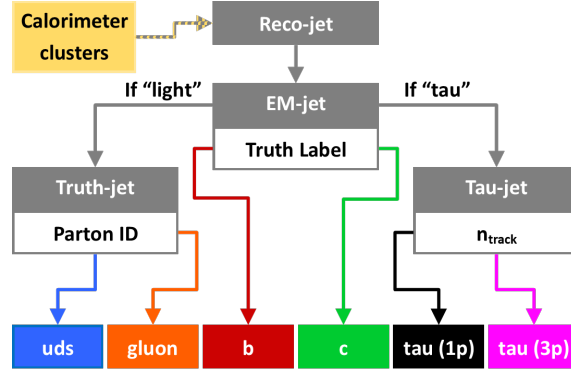 Calorimeter
clusters
Reco-jet
If “light”
EM-jet
If “tau”
Truth Label
Truth-jet
Parton ID
Tau-jet
n_track
uds
gluon
b
c
tau (1p)
tau (3p)